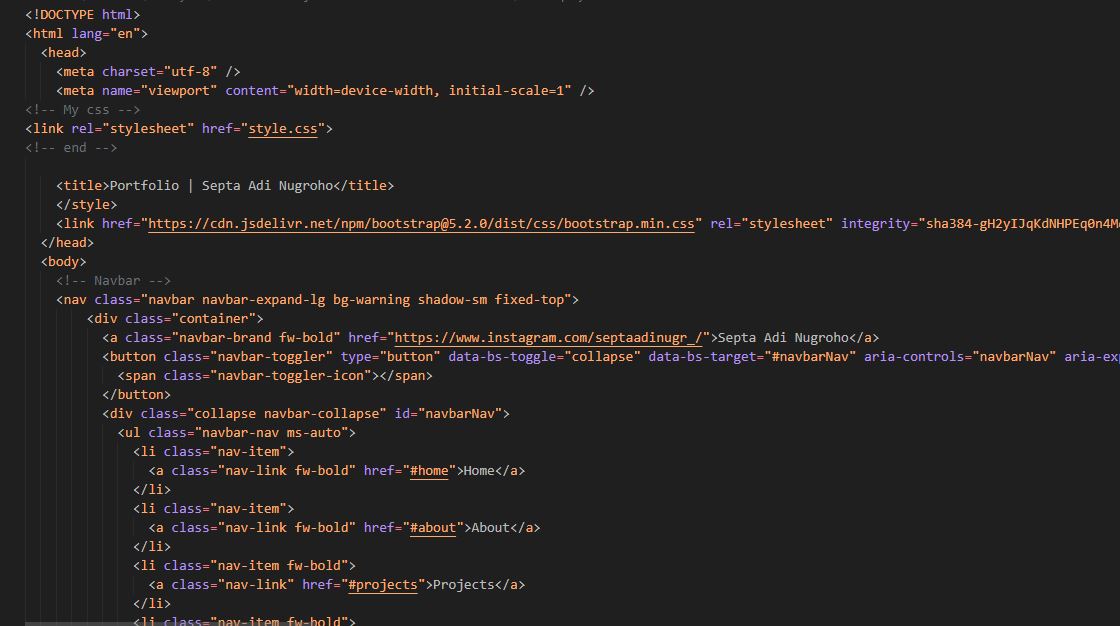 <!DOCTYPE html>
<html lang="en">
<head>
<meta charset="utf-8" />
<meta name="viewport" content="width=device-width, initial-scale=1" />
<!-- My css -->
<link rel="stylesheet" href="style.css">
<!-- end -->
<title>Portfolio | Septa Adi Nugroho</title>
</style>
<link href="https://cdn.jsdelivr.net/npm/bootstrap@5.2.0/dist/css/bootstrap.min.css" rel="stylesheet" integrity="sha384-gH2yIJqKdNHPEq0n4M
</head>
<body>
<!-- Navbar -->
<nav class="navbar navbar-expand-lg bg-warning shadow-sm fixed-top">
<div class="container">
<a class="navbar-brand fw-bold" href="https://www.instagram.com/septaadinugr_/">Septa Adi Nugroho</a>
<button class="navbar-toggler" type="button" data-bs-toggle="collapse" data-bs-target="#navbarNav" aria-controls="navbarNav" aria-exp
<span class="navbar-toggler-icon"></span>
</button>
<div class="collapse navbar-collapse" id="navbarNav">
<ul class="navbar-nav ms-auto">
<li class="nav-item">
<a class="nav-link fw-bold" href="#home">Home</a>
</li>
<li class="nav-item">
<a class="nav-link fw-bold" href="#about">About</a>
</li>
<li class="nav-item fw-bold">
<a class="nav-link" href="#projects">Projects</a>
</li>
<li class="nav-item fw-bold">